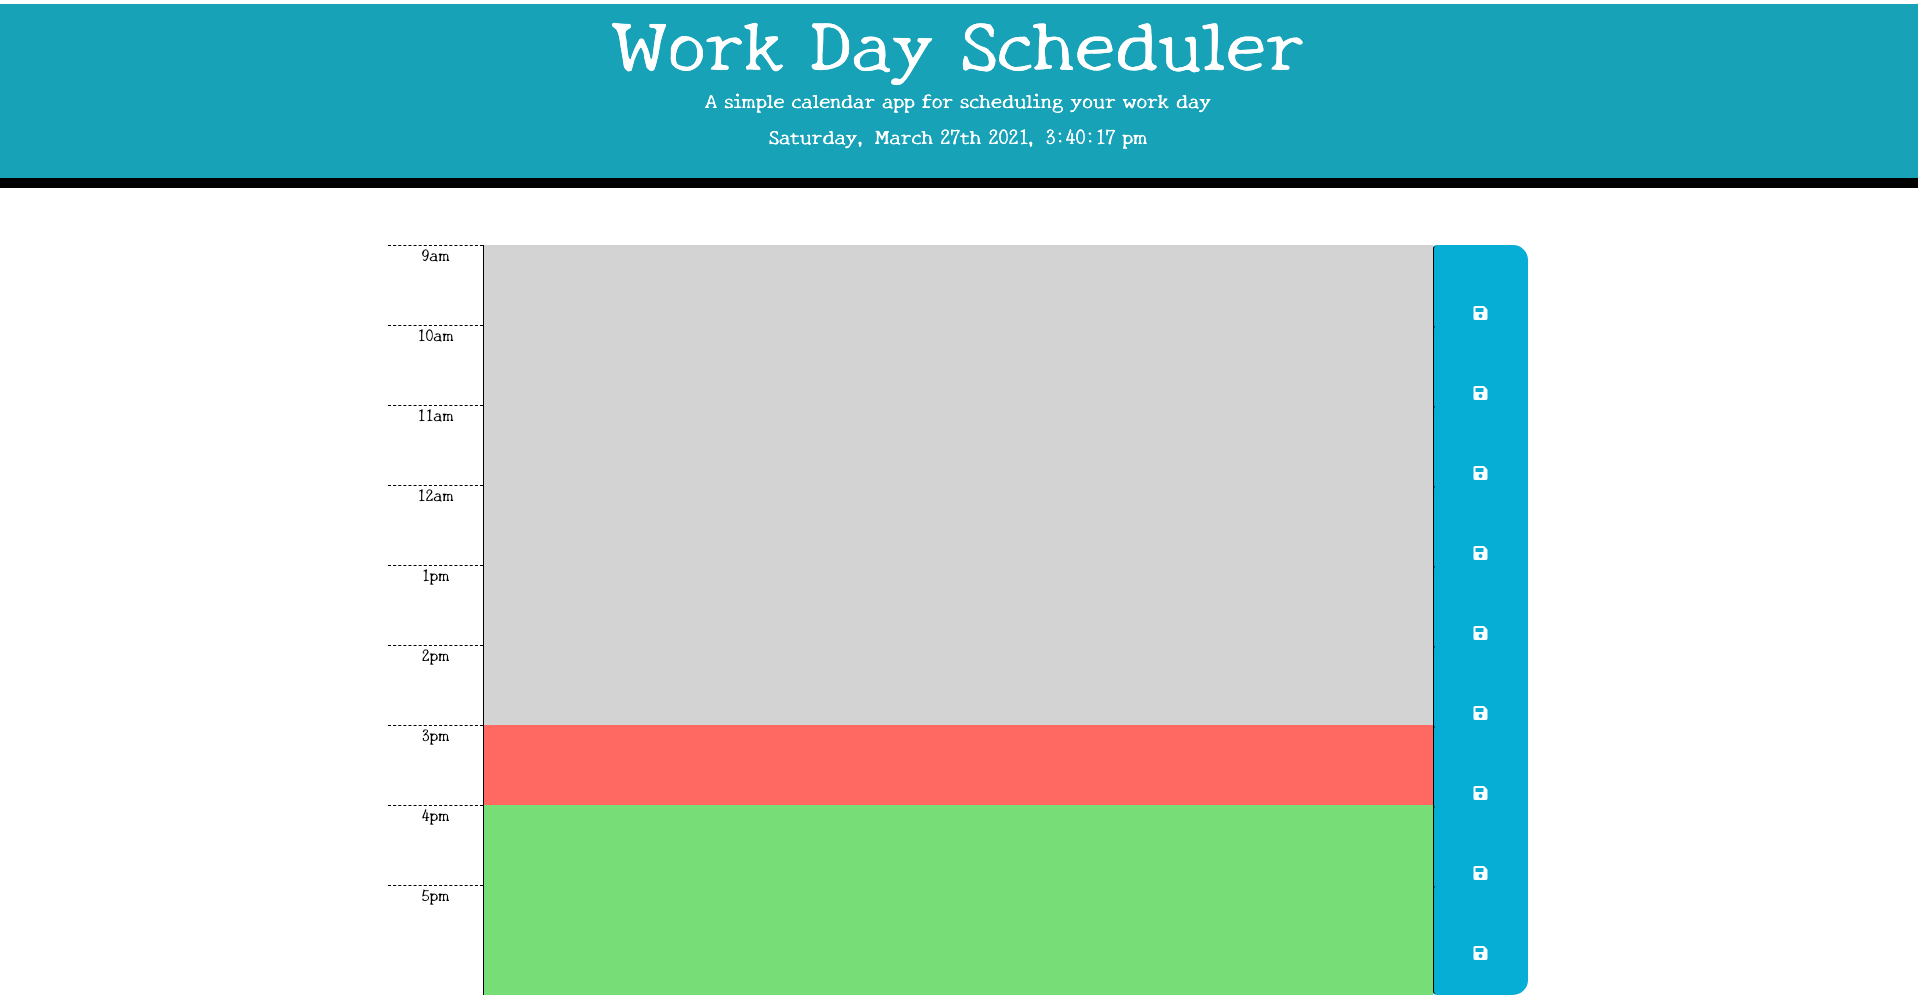 Work Day Scheduler
A simple calendar app for scheduling your work day
Saturday, March 27th 2021, 3:40:17 pm
9am
10am
11am
12am
1pm
2pm
3pm
4pm
5pm